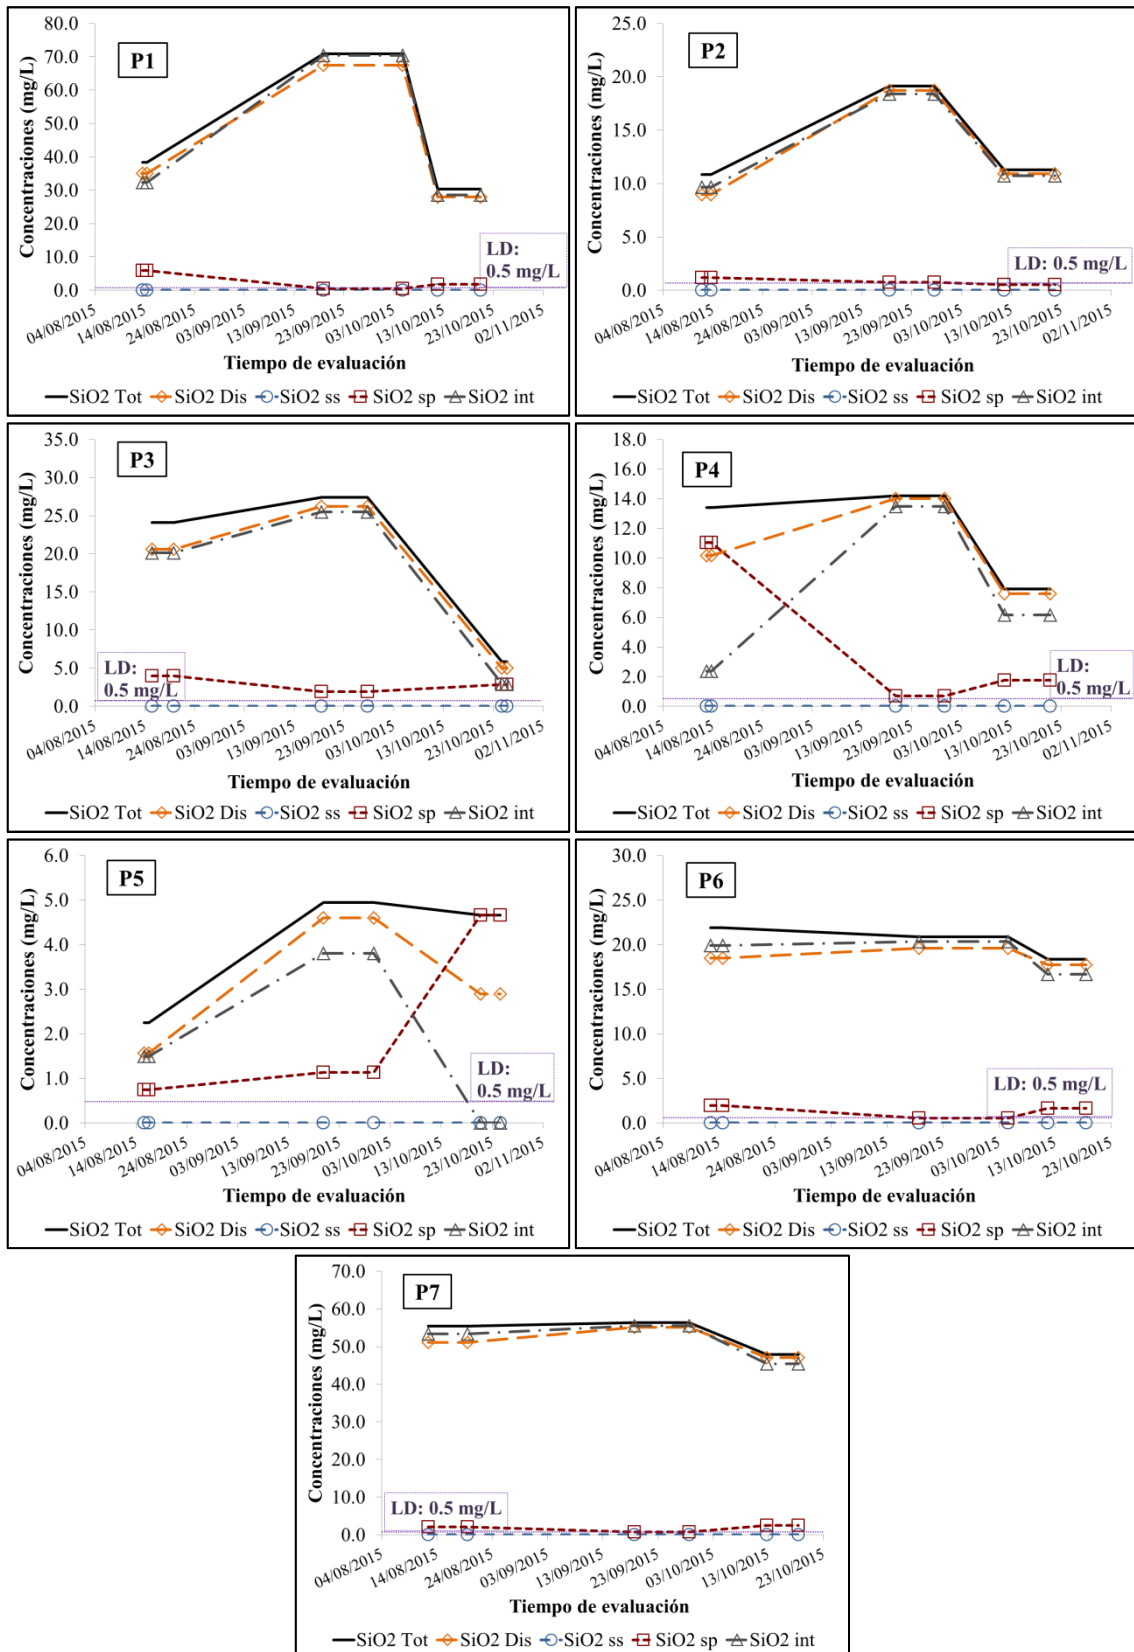 P1
Concentraciones (mg/L)
80.0
70.0
60.0
50.0
40.0
30.0
20.0
10.0
0.0
LD:
0.5 mg/L
04/08/2015 14/08/2015 24/08/2015 03/09/2015 13/09/2015 23/09/2015 03/10/2015 13/10/2015 23/10/2015 02/11/2015
Tiempo de evaluación
SiO2 Tot SiO2 Dis SiO2 ss SiO2 sp SiO2 int
P2
Concentraciones (mg/L)
25.0
20.0
15.0
10.0
5.0
0.0
LD: 0.5 mg/L
04/08/2015 14/08/2015 24/08/2015 03/09/2015 13/09/2015 23/09/2015 03/10/2015 13/10/2015 23/10/2015 02/11/2015
Tiempo de evaluación
SiO2 Tot SiO2 Dis SiO2 ss SiO2 sp SiO2 int
P3
Concentraciones (mg/L)
35.0
30.0
25.0
20.0
15.0
10.0
5.0
0.0
LD:
0.5 mg/L
04/08/2015 14/08/2015 24/08/2015 03/09/2015 13/09/2015 23/09/2015 03/10/2015 13/10/2015 23/10/2015 02/11/2015
Tiempo de evaluación
SiO2 Tot SiO2 Dis SiO2 ss SiO2 sp SiO2 int
P4
Concentraciones (mg/L)
18.0
16.0
14.0
12.0
10.0
8.0
6.0
4.0
2.0
0.0
LD:
0.5 mg/L
04/08/2015 14/08/2015 24/08/2015 03/09/2015 13/09/2015 23/09/2015 03/10/2015 13/10/2015 23/10/2015 02/11/2015
Tiempo de evaluación
SiO2 Tot SiO2 Dis SiO2 ss SiO2 sp SiO2 int
P5
Concentraciones (mg/L)
6.0
5.0
4.0
3.0
2.0
1.0
0.0
LD:
0.5 mg/L
04/08/2015 14/08/2015 24/08/2015 03/09/2015 13/09/2015 23/09/2015 03/10/2015 13/10/2015 23/10/2015 02/11/2015
Tiempo de evaluación
SiO2 Tot SiO2 Dis SiO2 ss SiO2 sp SiO2 int
P6
Concentraciones (mg/L)
30.0
25.0
20.0
15.0
10.0
5.0
0.0
LD: 0.5 mg/L
04/08/2015 14/08/2015 24/08/2015 03/09/2015 13/09/2015 23/09/2015 03/10/2015 13/10/2015 23/10/2015
Tiempo de evaluación
SiO2 Tot SiO2 Dis SiO2 ss SiO2 sp SiO2 int
P7
Concentraciones (mg/L)
70.0
60.0
50.0
40.0
30.0
20.0
10.0
0.0
LD: 0.5 mg/L
04/08/2015 14/08/2015 24/08/2015 03/09/2015 13/09/2015 23/09/2015 03/10/2015 13/10/2015 23/10/2015
Tiempo de evaluación
SiO2 Tot SiO2 Dis SiO2 ss SiO2 sp SiO2 int